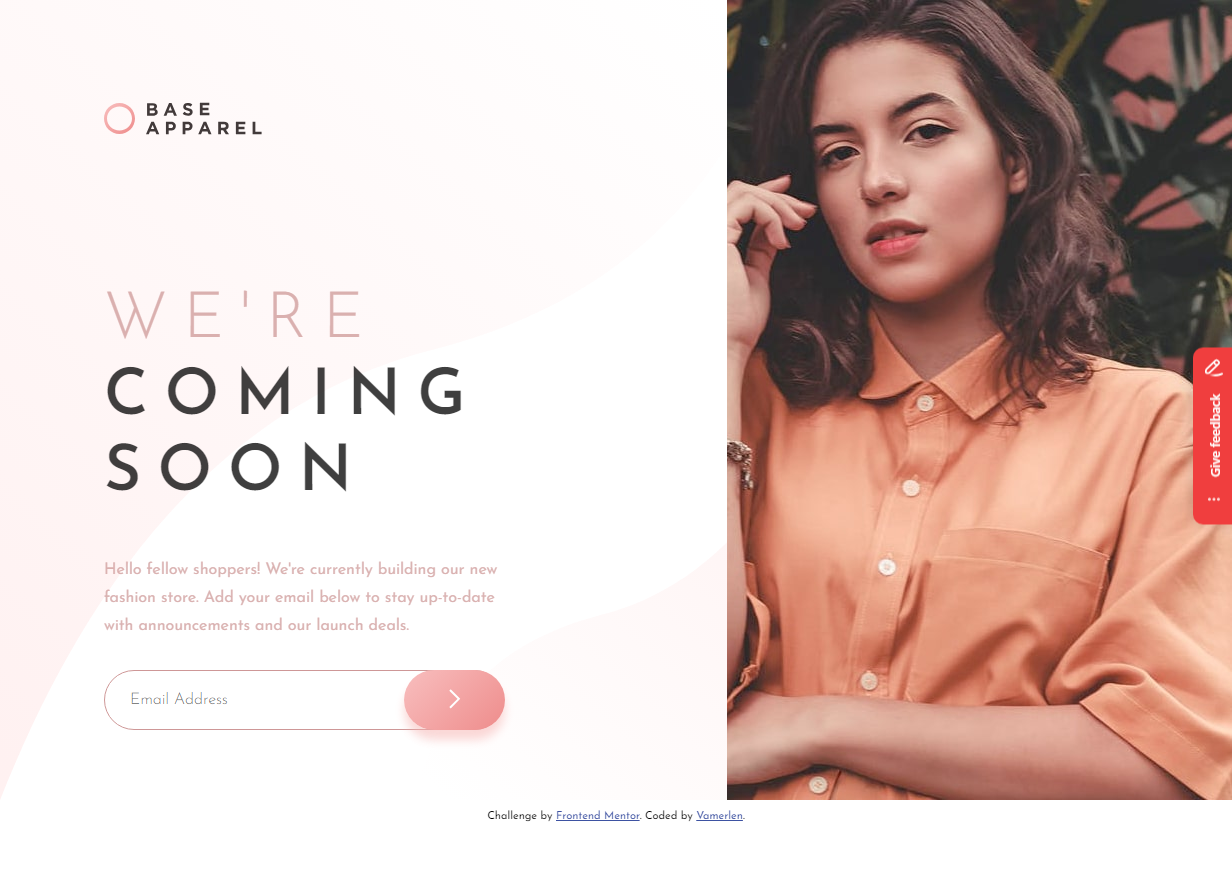 BASE
APPAREL
WE'RE
COMING
SOON
Hello fellow shoppers! We're currently building our new
fashion store. Add your email below to stay up-to-date
with announcements and our launch deals.
Email Address
Give feedback
Challenge by Frontend Mentor. Coded by Vamerlen.